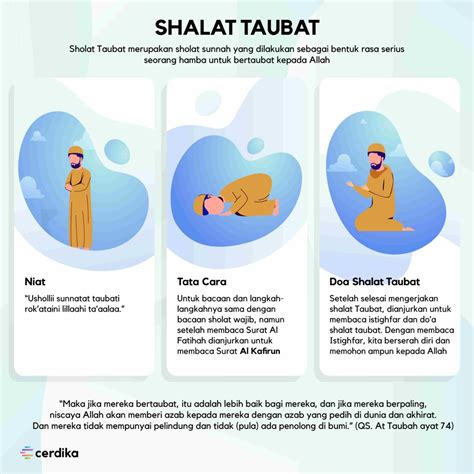 SHALAT TAUBAT
Sholat Taubat merupakan sholat sunnah yang dilakukan sebagai bentuk rasa serius
seorang hamba untuk bertaubat kepada Allah
Niat
"Ushollii sunnatat taubati
rok'ataini lillaahi ta'aalaa."
Tata Cara
Untuk bacaan dan langkah-
langkahnya sama dengan
bacaan sholat wajib, namun
setelah membaca Surat Al
Fatihah dianjurkan untuk
membaca Surat Al Kafirun
Doa Shalat Taubat
Setelah selesai mengerjakan
shalat Taubat, dianjurkan untuk
membaca istighfar dan do'a
shalat taubat. Dengan membaca
Istighfar, kita berserah diri dan
memohon ampun kepada Allah
"Maka jika mereka bertaubat, itu adalah lebih baik bagi mereka, dan jika mereka berpaling,
niscaya Allah akan memberi azab kepada mereka dengan azab yang pedih di dunia dan akhirat.
Dan mereka tidak mempunyai pelindung dan tidak (pula) ada penolong di bumi." (QS. At Taubah ayat 74)
cerdika